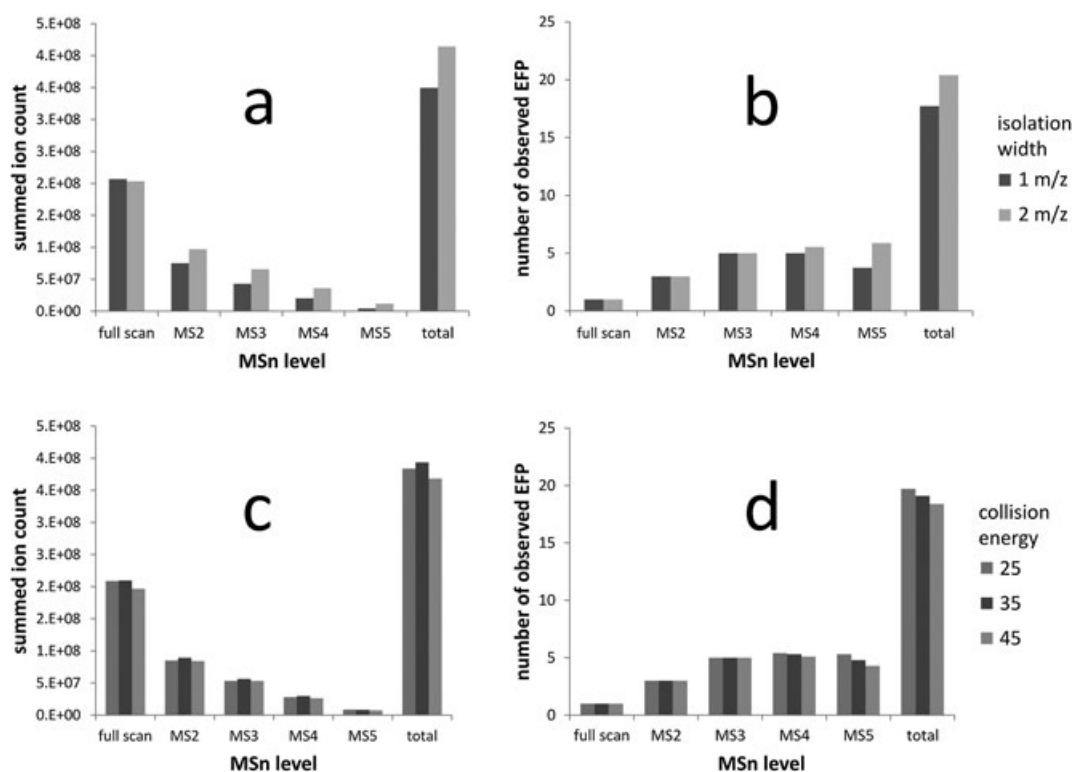 5.E+08
4.E+08
4.E+08
3.E+08
3.E+08
2.E+08
2.E+08
1.E+08
5.E+07
0.E+00
summed ion count
a
full scan MS2 MS3 MS4 MS5 total
MSn level
25
20
15
10
5
0
number of observed EFP
b
full scan MS2 MS3 MS4 MS5 total
MSn level
isolation
width
1 m/z
2 m/z
5.E+08
4.E+08
4.E+08
3.E+08
3.E+08
2.E+08
2.E+08
1.E+08
5.E+07
0.E+00
summed ion count
c
full scan MS2 MS3 MS4 MS5 total
MSn level
25
20
15
10
5
0
number of observed EFP
d
full scan MS2 MS3 MS4 MS5 total
MSn level
collision
energy
25
35
45